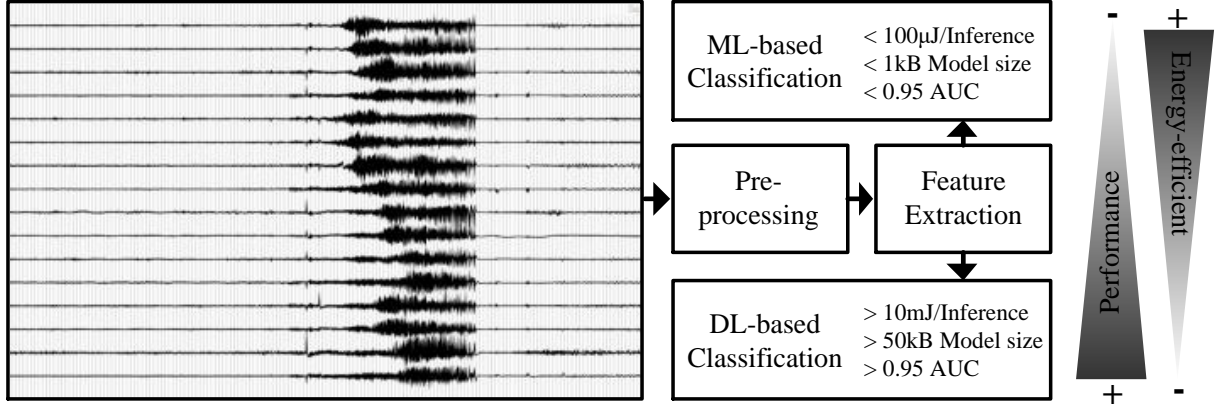 ML-based
Classification
< 100μJ/Inference
< 1kB Model size
< 0.95 AUC
Pre-
processing
Feature
Extraction
DL-based
Classification
> 10mJ/Inference
> 50kB Model size
> 0.95 AUC
-
Performance
+
+
Energy-efficient
-